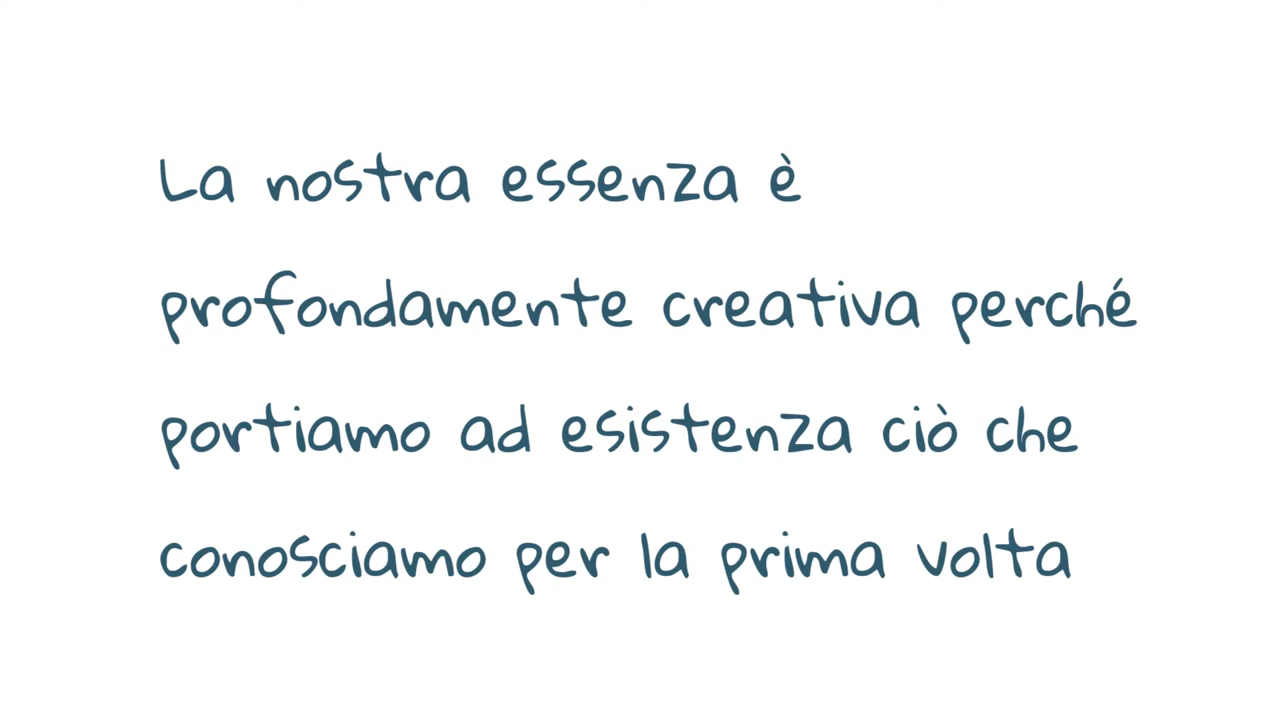 La nostra essenza è
profondamente creativa perché
portiamo ad esistenza ciò che
conosciamo per la prima volta